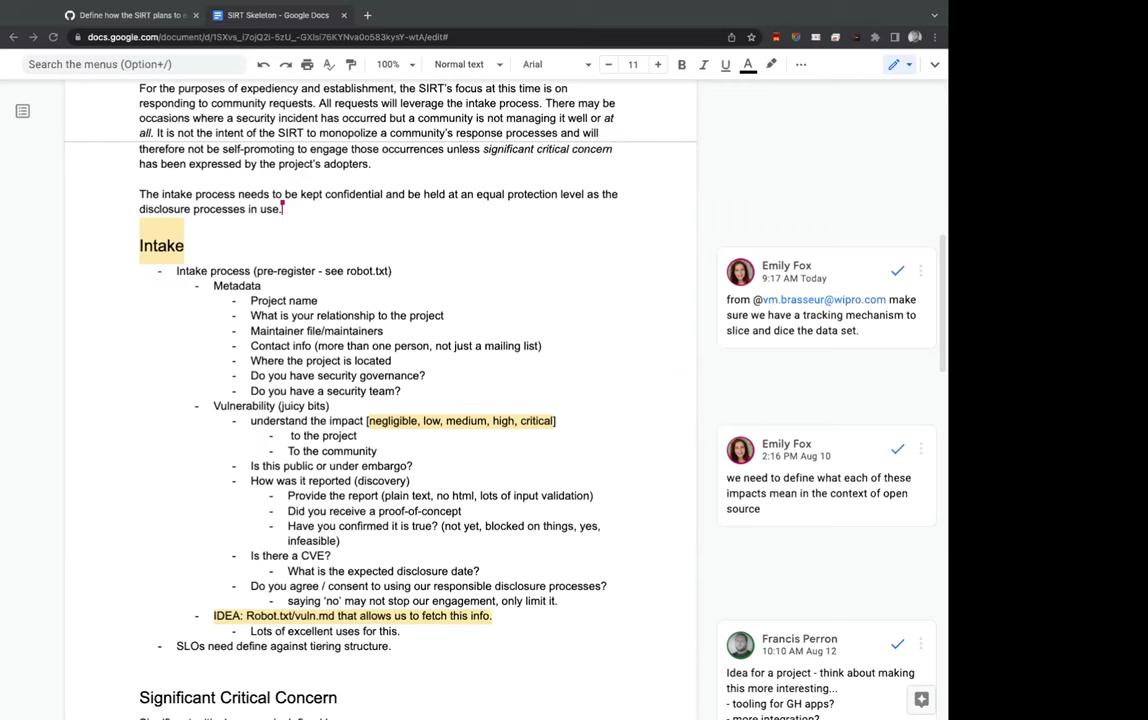 Define how the SIRT plans to e
SIRT Skeleton - Google Docs
docs.google.com/document/d/1SXvs_i7ojQ2i-5zU_-GXlsi76KYNva0o583kysY-wtA/edit#
Search the menus (Option+/)
100%
Normal text
Arial
11
B I U A
For the purposes of expediency and establishment, the SIRT's focus at this time is on
responding to community requests. All requests will leverage the intake process. There may be
occasions where a security incident has occurred but a community is not managing it well or at
all. It is not the intent of the SIRT to monopolize a community's response processes and will
therefore not be self-promoting to engage those occurrences unless significant critical concern
has been expressed by the project's adopters.
The intake process needs to be kept confidential and be held at an equal protection level as the
disclosure processes in use.
Intake
- Intake process (pre-register - see robot.txt)
- Metadata
- Project name
- What is your relationship to the project
- Maintainer file/maintainers
- Contact info (more than one person, not just a mailing list)
- Where the project is located
- Do you have security governance?
- Do you have a security team?
- Vulnerability (juicy bits)
- understand the impact [negligible, low, medium, high, critical]
- to the project
- To the community
- Is this public or under embargo?
- How was it reported (discovery)
- Provide the report (plain text, no html, lots of input validation)
- Did you receive a proof-of-concept
- Have you confirmed it is true? (not yet, blocked on things, yes,
infeasible)
- Is there a CVE?
- What is the expected disclosure date?
- Do you agree / consent to using our responsible disclosure processes?
- saying 'no' may not stop our engagement, only limit it.
- IDEA: Robot.txt/vuln.md that allows us to fetch this info.
- Lots of excellent uses for this.
- SLOs need define against tiering structure.
Significant Critical Concern
Emily Fox
9:17 AM Today
from @vm.brasseur@wipro.com make
sure we have a tracking mechanism to
slice and dice the data set.
Emily Fox
2:16 PM Aug 10
we need to define what each of these
impacts mean in the context of open
source
Francis Perron
10:10 AM Aug 12
Idea for a project - think about making
this more interesting...
- tooling for GH apps?
- more integration?